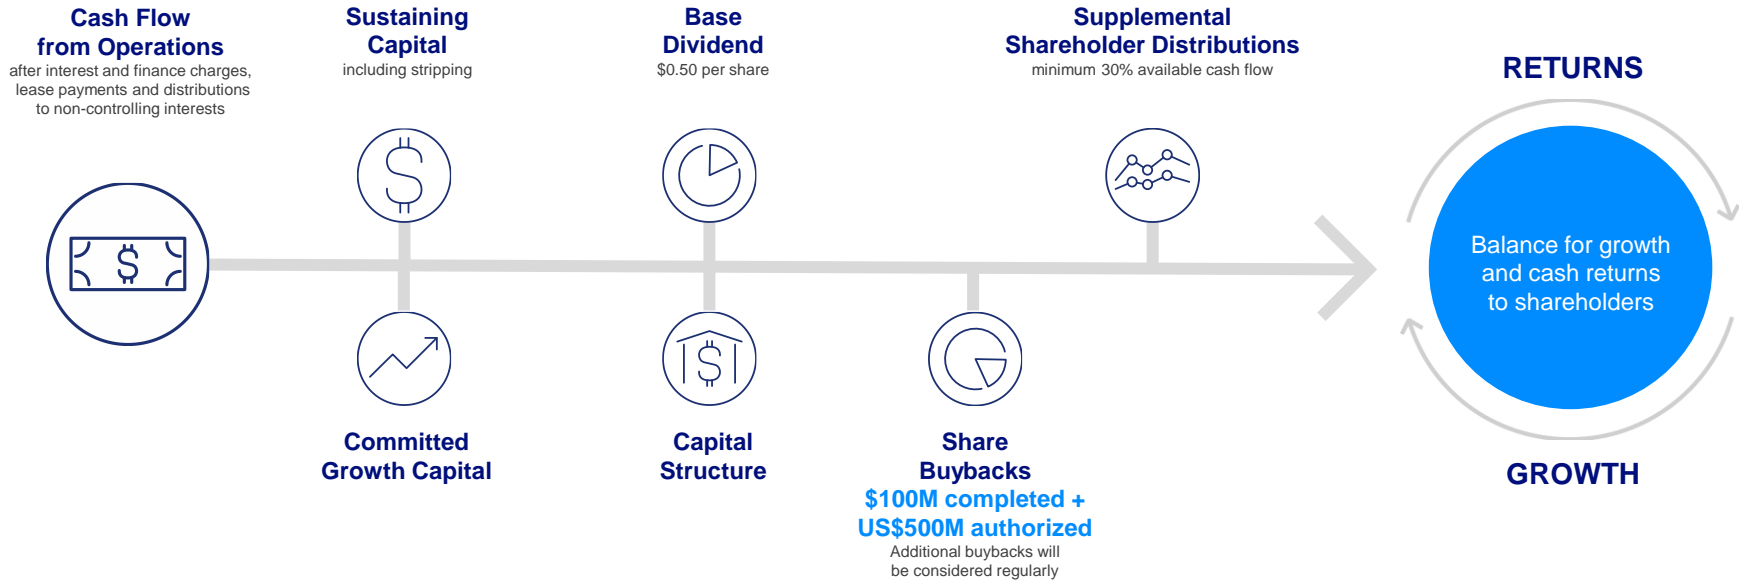 Cash Flow
from Operations
after interest and finance charges,
lease payments and distributions
to non-controlling interests
Sustaining
Capital
including stripping
Base
Dividend
$0.50 per share
Supplemental
Shareholder Distributions
minimum 30% available cash flow
RETURNS
Balance for growth
and cash returns
to shareholders
GROWTH
Committed
Growth Capital
Capital
Structure
Share
Buybacks
$100M completed +
US$500M authorized
Additional buybacks will
be considered regularly